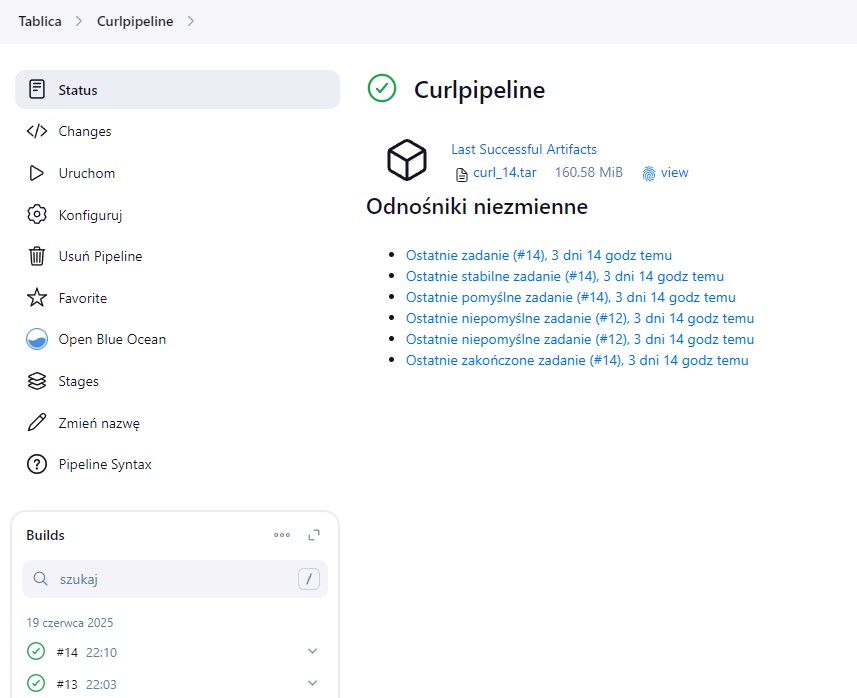 Tablica > Curlpipeline >
Status
Changes
Uruchom
Konfiguruj
Usuń Pipeline
Favorite
Open Blue Ocean
Stages
Zmień nazwę
Pipeline Syntax
Builds
szukaj /
19 czerwca 2025
#14 22:10
#13 22:03
Curlpipeline
Last Successful Artifacts
curl_14.tar 160.58 MiB view
Odnośniki niezmienne
Ostatnie zadanie (#14), 3 dni 14 godz temu
Ostatnie stabilne zadanie (#14), 3 dni 14 godz temu
Ostatnie pomyślne zadanie (#14), 3 dni 14 godz temu
Ostatnie niepomyślne zadanie (#12), 3 dni 14 godz temu
Ostatnie niepomyślne zadanie (#12), 3 dni 14 godz temu
Ostatnie zakończone zadanie (#14), 3 dni 14 godz temu